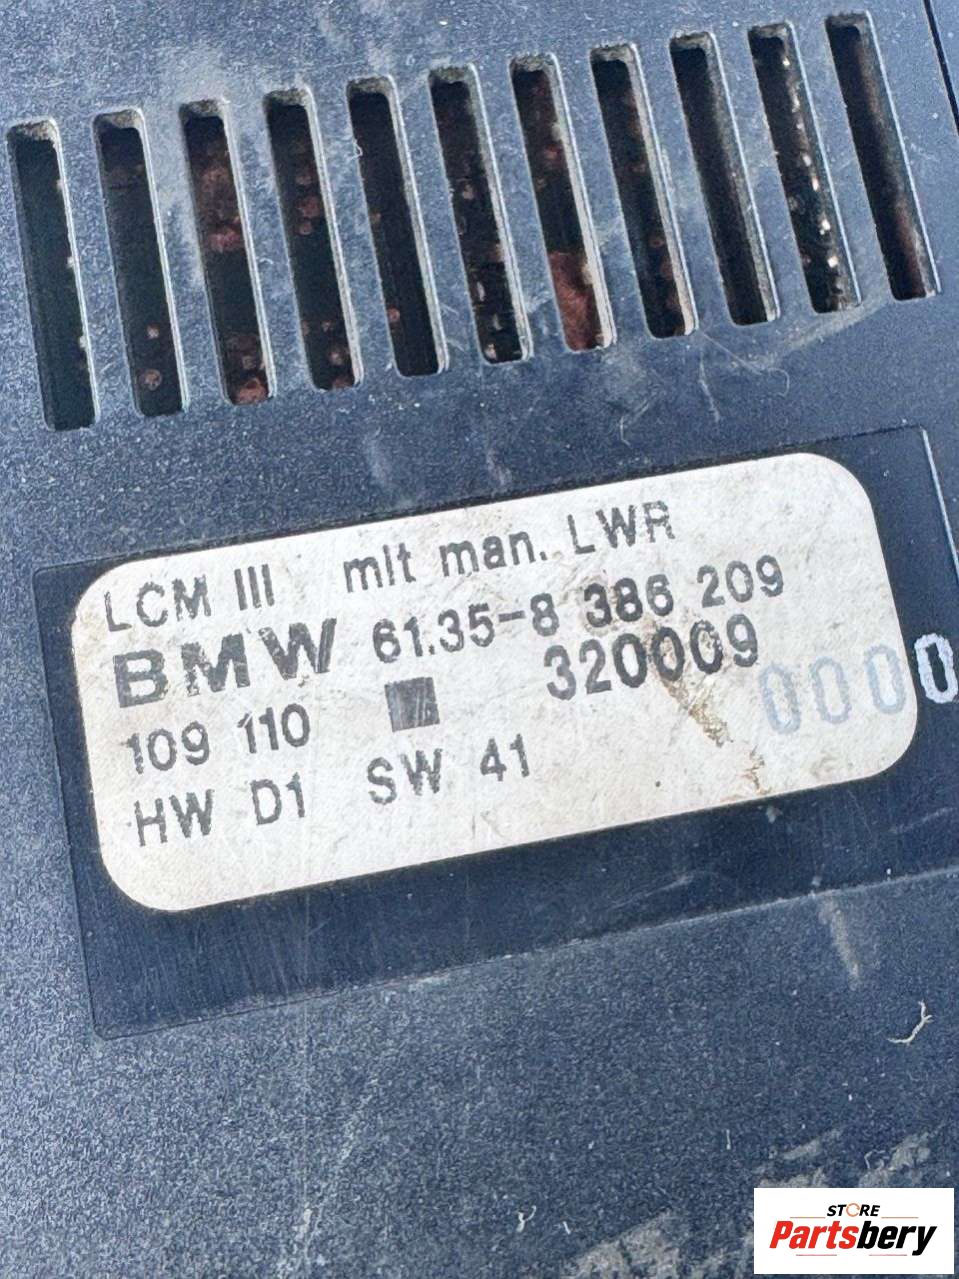 LCM III mit man. LWR
BMW 61.35-8 386 209
109 110 320009
0000
HW D1 SW 41
STORE
Partsbery